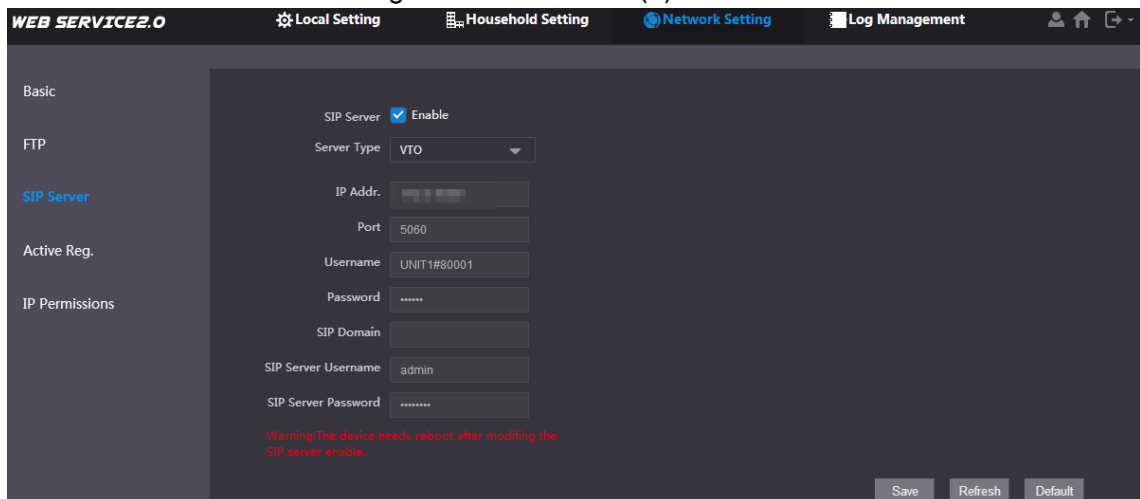 WEB SERVICE2.0
Local Setting
Household Setting
Network Setting
Log Management
Basic
FTP
SIP Server
Active Reg.
IP Permissions
SIP Server Enable
Server Type VTO
IP Addr.
Port 5060
Username UNIT1#80001
Password ••••••
SIP Domain
SIP Server Username admin
SIP Server Password ••••••••
Warning:The device needs reboot after modifing the
SIP server enable.
Save Refresh Default